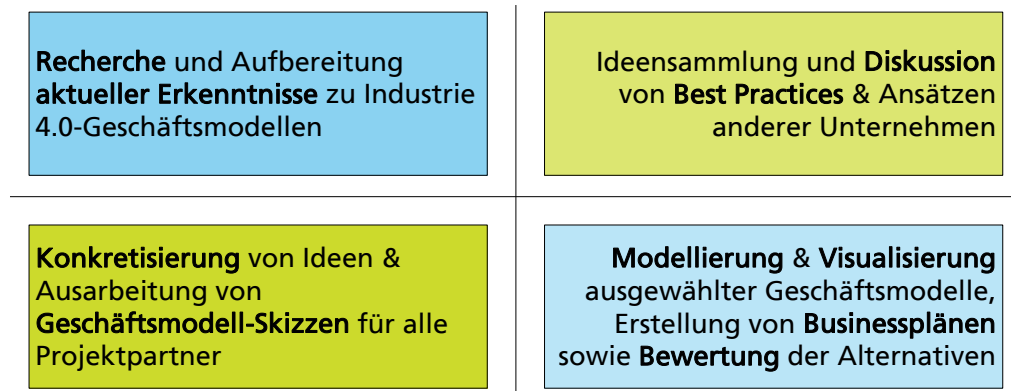 Recherche und Aufbereitung
aktueller Erkenntnisse zu Industrie
4.0-Geschäftsmodellen
Ideensammlung und Diskussion
von Best Practices & Ansätzen
anderer Unternehmen
Konkretisierung von Ideen &
Ausarbeitung von
Geschäftsmodell-Skizzen für alle
Projektpartner
Modellierung & Visualisierung
ausgewählter Geschäftsmodelle,
Erstellung von Businessplänen
sowie Bewertung der Alternativen